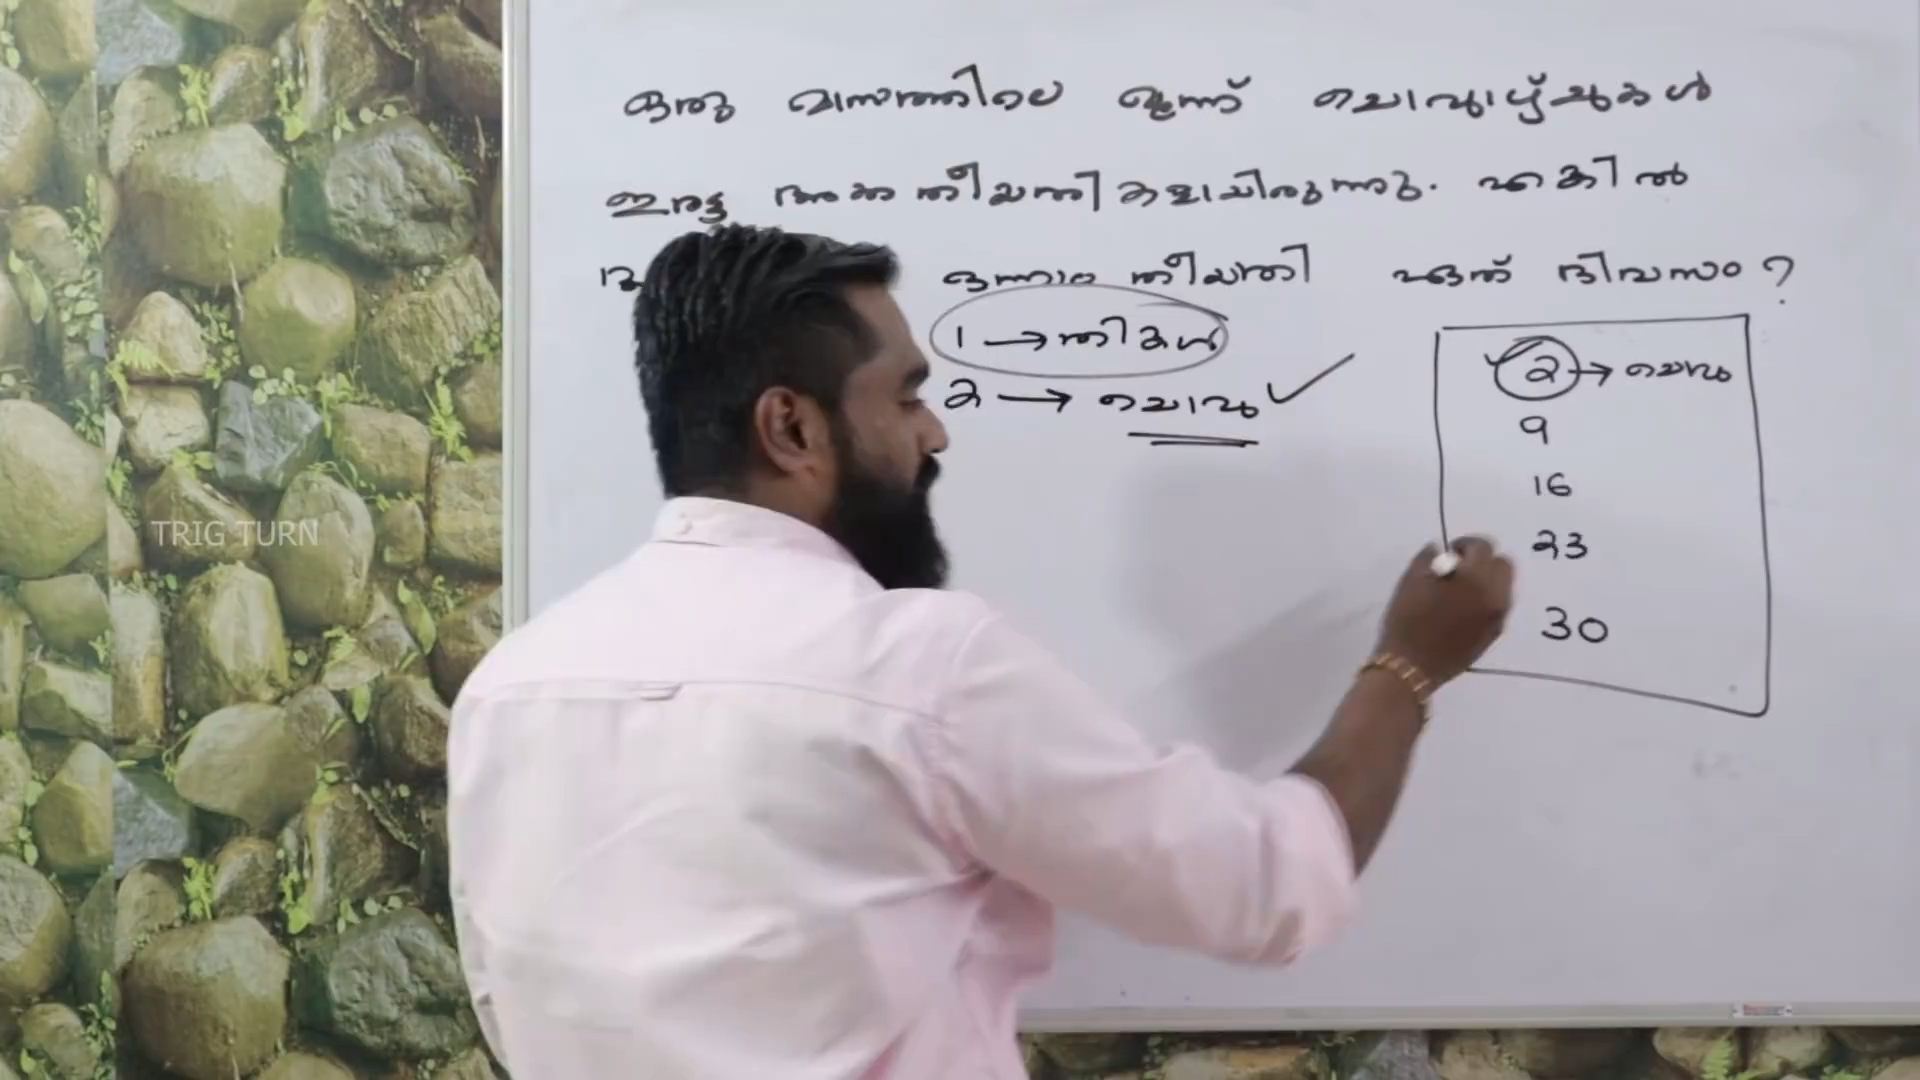 ഒരു മാസത്തിലെ മൂന്ന് ചൊവ്വാഴ്ചകൾ
ഇരട്ട അക്ക തീയതികളായിരുന്നു. എങ്കിൽ
ഒന്നാം തീയതി ഏത് ദിവസം ?
1 → തിങ്കൾ
2 → ചൊവ്വ ✓
✓ 2 → ചൊവ്വ
9
16
23
30
TRIG TURN